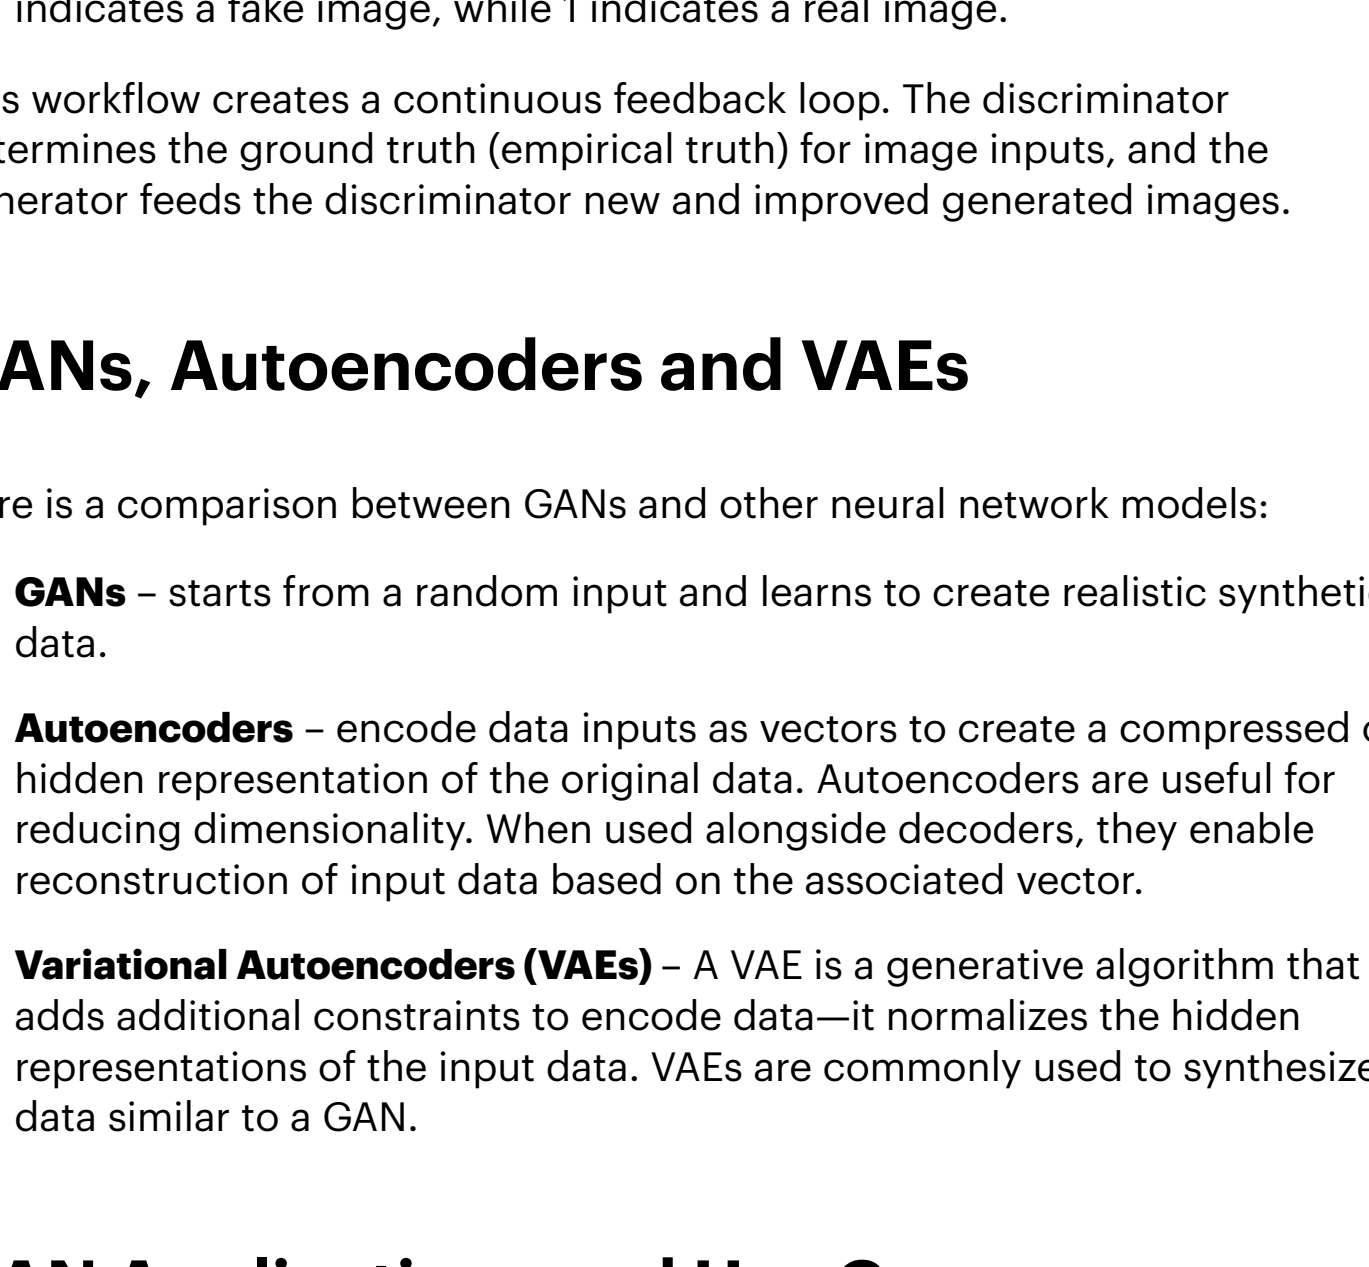 indicates a fake image, while 1 indicates a real image.
s workflow creates a continuous feedback loop. The discriminator
termines the ground truth (empirical truth) for image inputs, and the
nerator feeds the discriminator new and improved generated images.
ANs, Autoencoders and VAEs
re is a comparison between GANs and other neural network models:
GANs – starts from a random input and learns to create realistic syntheti
data.
Autoencoders – encode data inputs as vectors to create a compressed
hidden representation of the original data. Autoencoders are useful for
reducing dimensionality. When used alongside decoders, they enable
reconstruction of input data based on the associated vector.
Variational Autoencoders (VAEs) – A VAE is a generative algorithm that
adds additional constraints to encode data—it normalizes the hidden
representations of the input data. VAEs are commonly used to synthesize
data similar to a GAN.